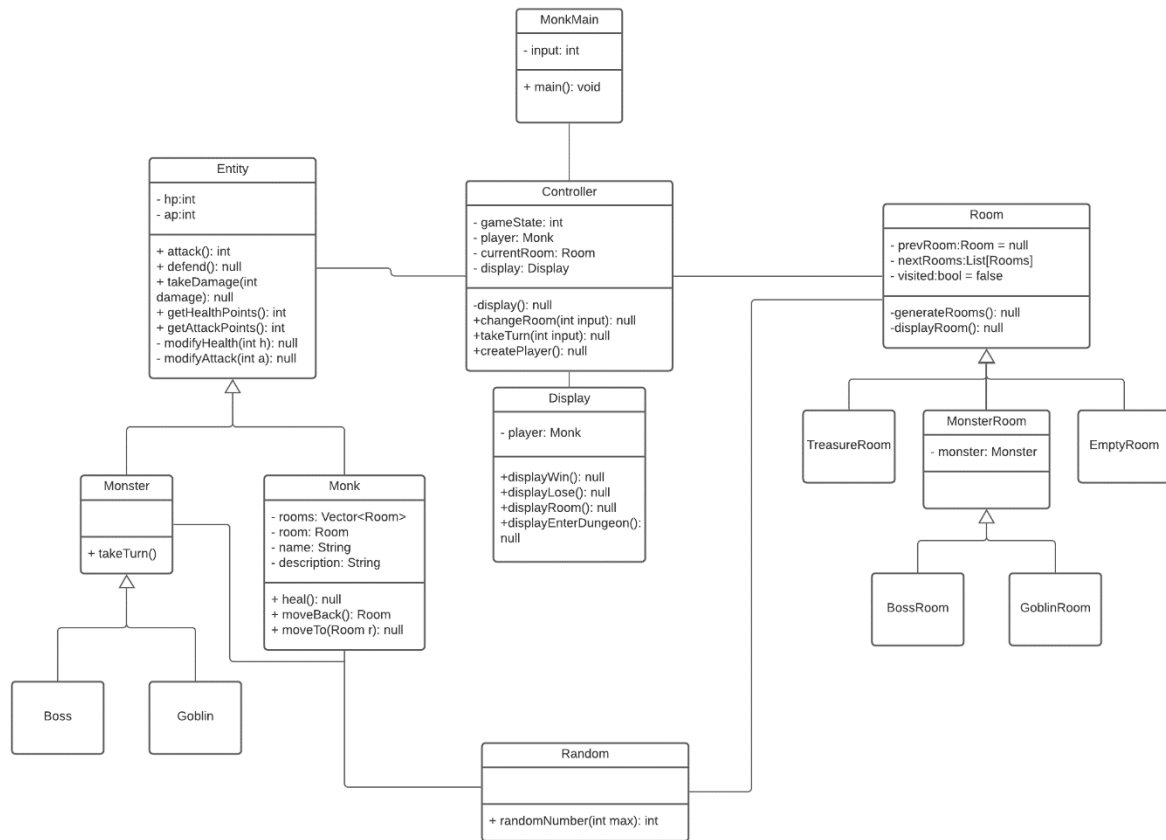 MonkMain
- input: int
+ main(): void
Entity
- hp:int
- ap:int
+ attack(): int
+ defend(): null
+ takeDamage(int
damage): null
+ getHealthPoints(): int
+ getAttackPoints(): int
- modifyHealth(int h): null
- modifyAttack(int a): null
Controller
- gameState: int
- player: Monk
- currentRoom: Room
- display: Display
-display(): null
+changeRoom(int input): null
+takeTurn(int input): null
+createPlayer(): null
Room
- prevRoom:Room = null
- nextRooms:List[Rooms]
- visited:bool = false
-generateRooms(): null
-displayRoom(): null
Display
- player: Monk
+displayWin(): null
+displayLose(): null
+displayRoom(): null
+displayEnterDungeon():
null
TreasureRoom
MonsterRoom
- monster: Monster
EmptyRoom
Monster
+ takeTurn()
Monk
- rooms: Vector<Room>
- room: Room
- name: String
- description: String
+ heal(): null
+ moveBack(): Room
+ moveTo(Room r): null
BossRoom
GoblinRoom
Boss
Goblin
Random
+ randomNumber(int max): int